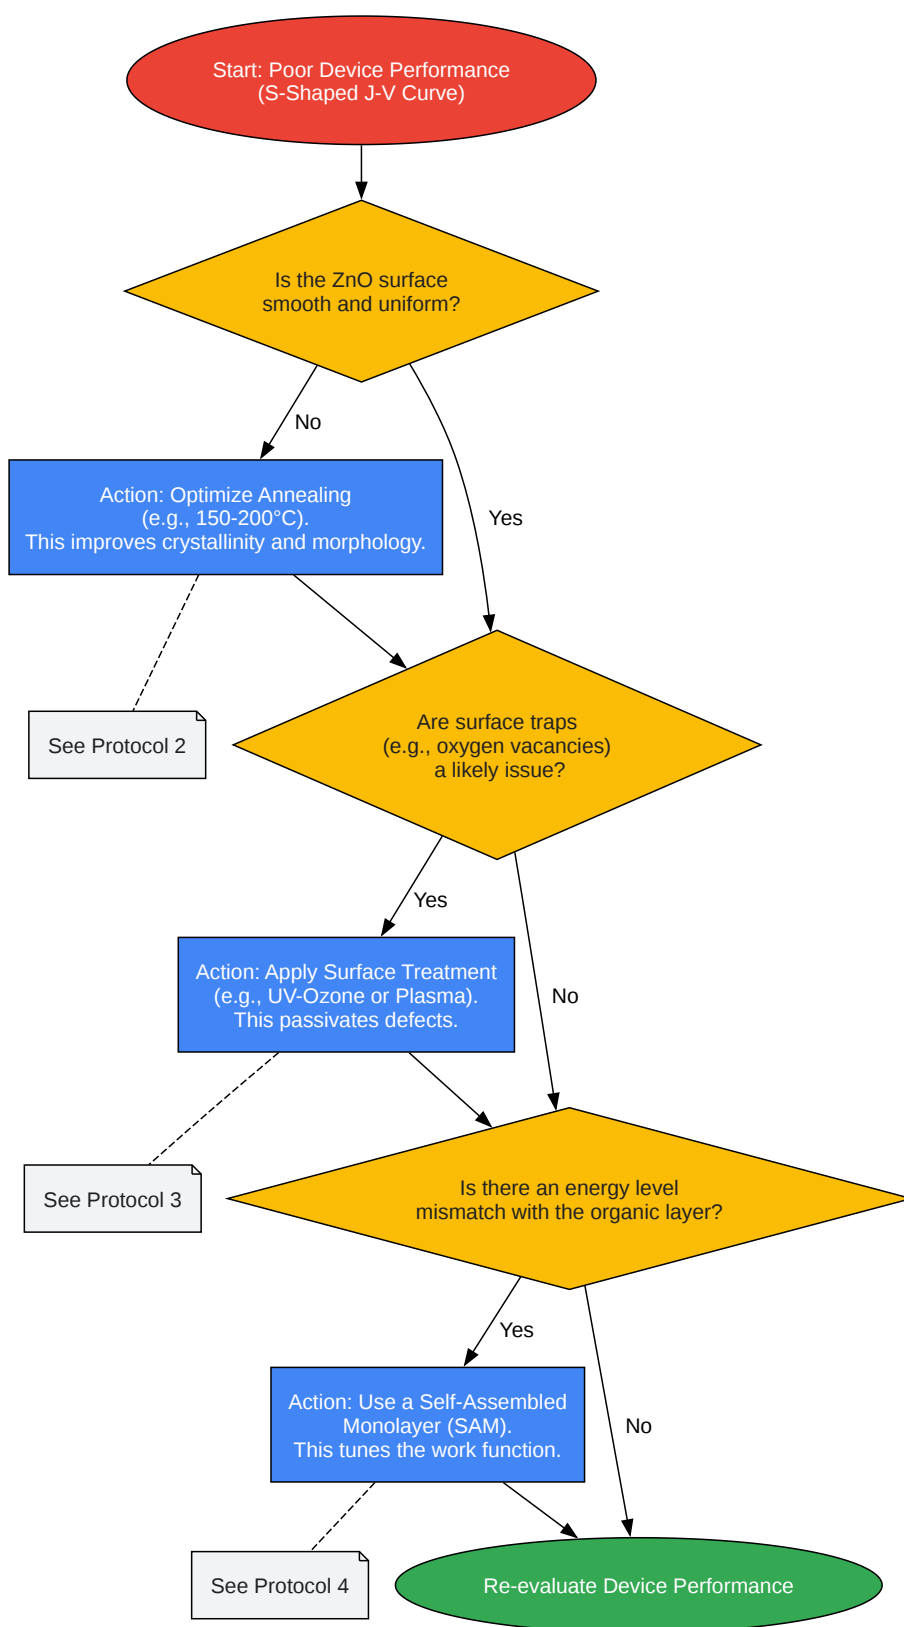 Start: Poor Device Performance
(S-Shaped J-V Curve)
Is the ZnO surface
smooth and uniform?
No
Yes
Action: Optimize Annealing
(e.g., 150-200°C).
This improves crystallinity and morphology.
See Protocol 2
Are surface traps
(e.g., oxygen vacancies)
a likely issue?
Yes
No
Action: Apply Surface Treatment
(e.g., UV-Ozone or Plasma).
This passivates defects.
See Protocol 3
Is there an energy level
mismatch with the organic layer?
Yes
No
Action: Use a Self-Assembled
Monolayer (SAM).
This tunes the work function.
See Protocol 4
Re-evaluate Device Performance